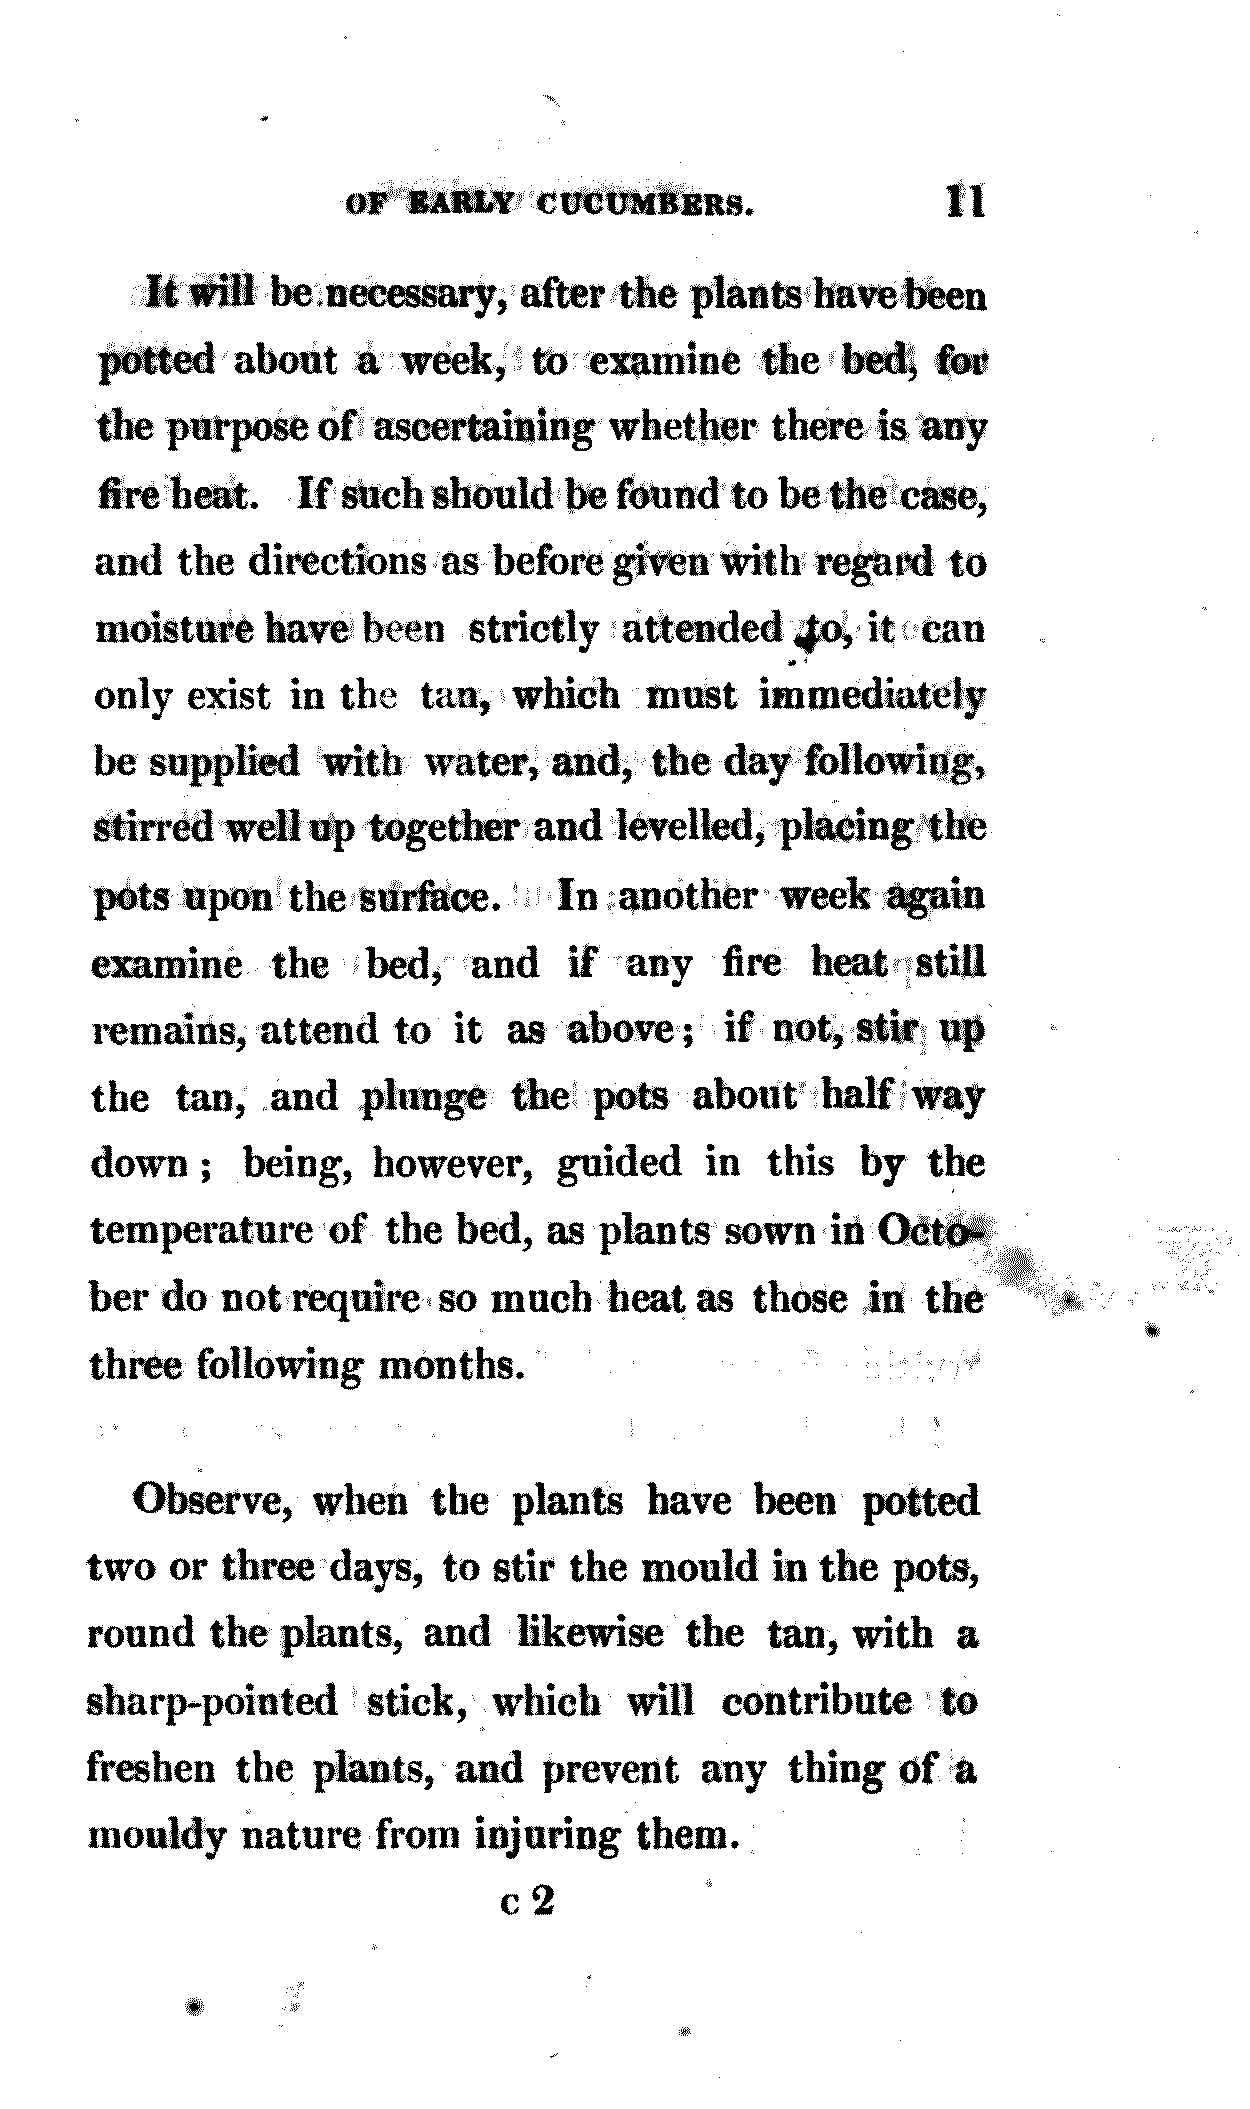 OF EARLY CUCUMBERS. 11
It will be necessary, after the plants have been
potted about a week, to examine the bed, for
the purpose of ascertaining whether there is any
fire heat. If such should be found to be the case,
and the directions as before given with regard to
moisture have been strictly attended to, it can
only exist in the tan, which must immediately
be supplied with water, and, the day following,
stirred well up together and levelled, placing the
pots upon the surface. In another week again
examine the bed, and if any fire heat still
remains, attend to it as above; if not, stir up
the tan, and plunge the pots about half way
down; being, however, guided in this by the
temperature of the bed, as plants sown in Octo-
ber do not require so much heat as those in the
three following months.
Observe, when the plants have been potted
two or three days, to stir the mould in the pots,
round the plants, and likewise the tan, with a
sharp-pointed stick, which will contribute to
freshen the plants, and prevent any thing of a
mouldy nature from injuring them.
c 2